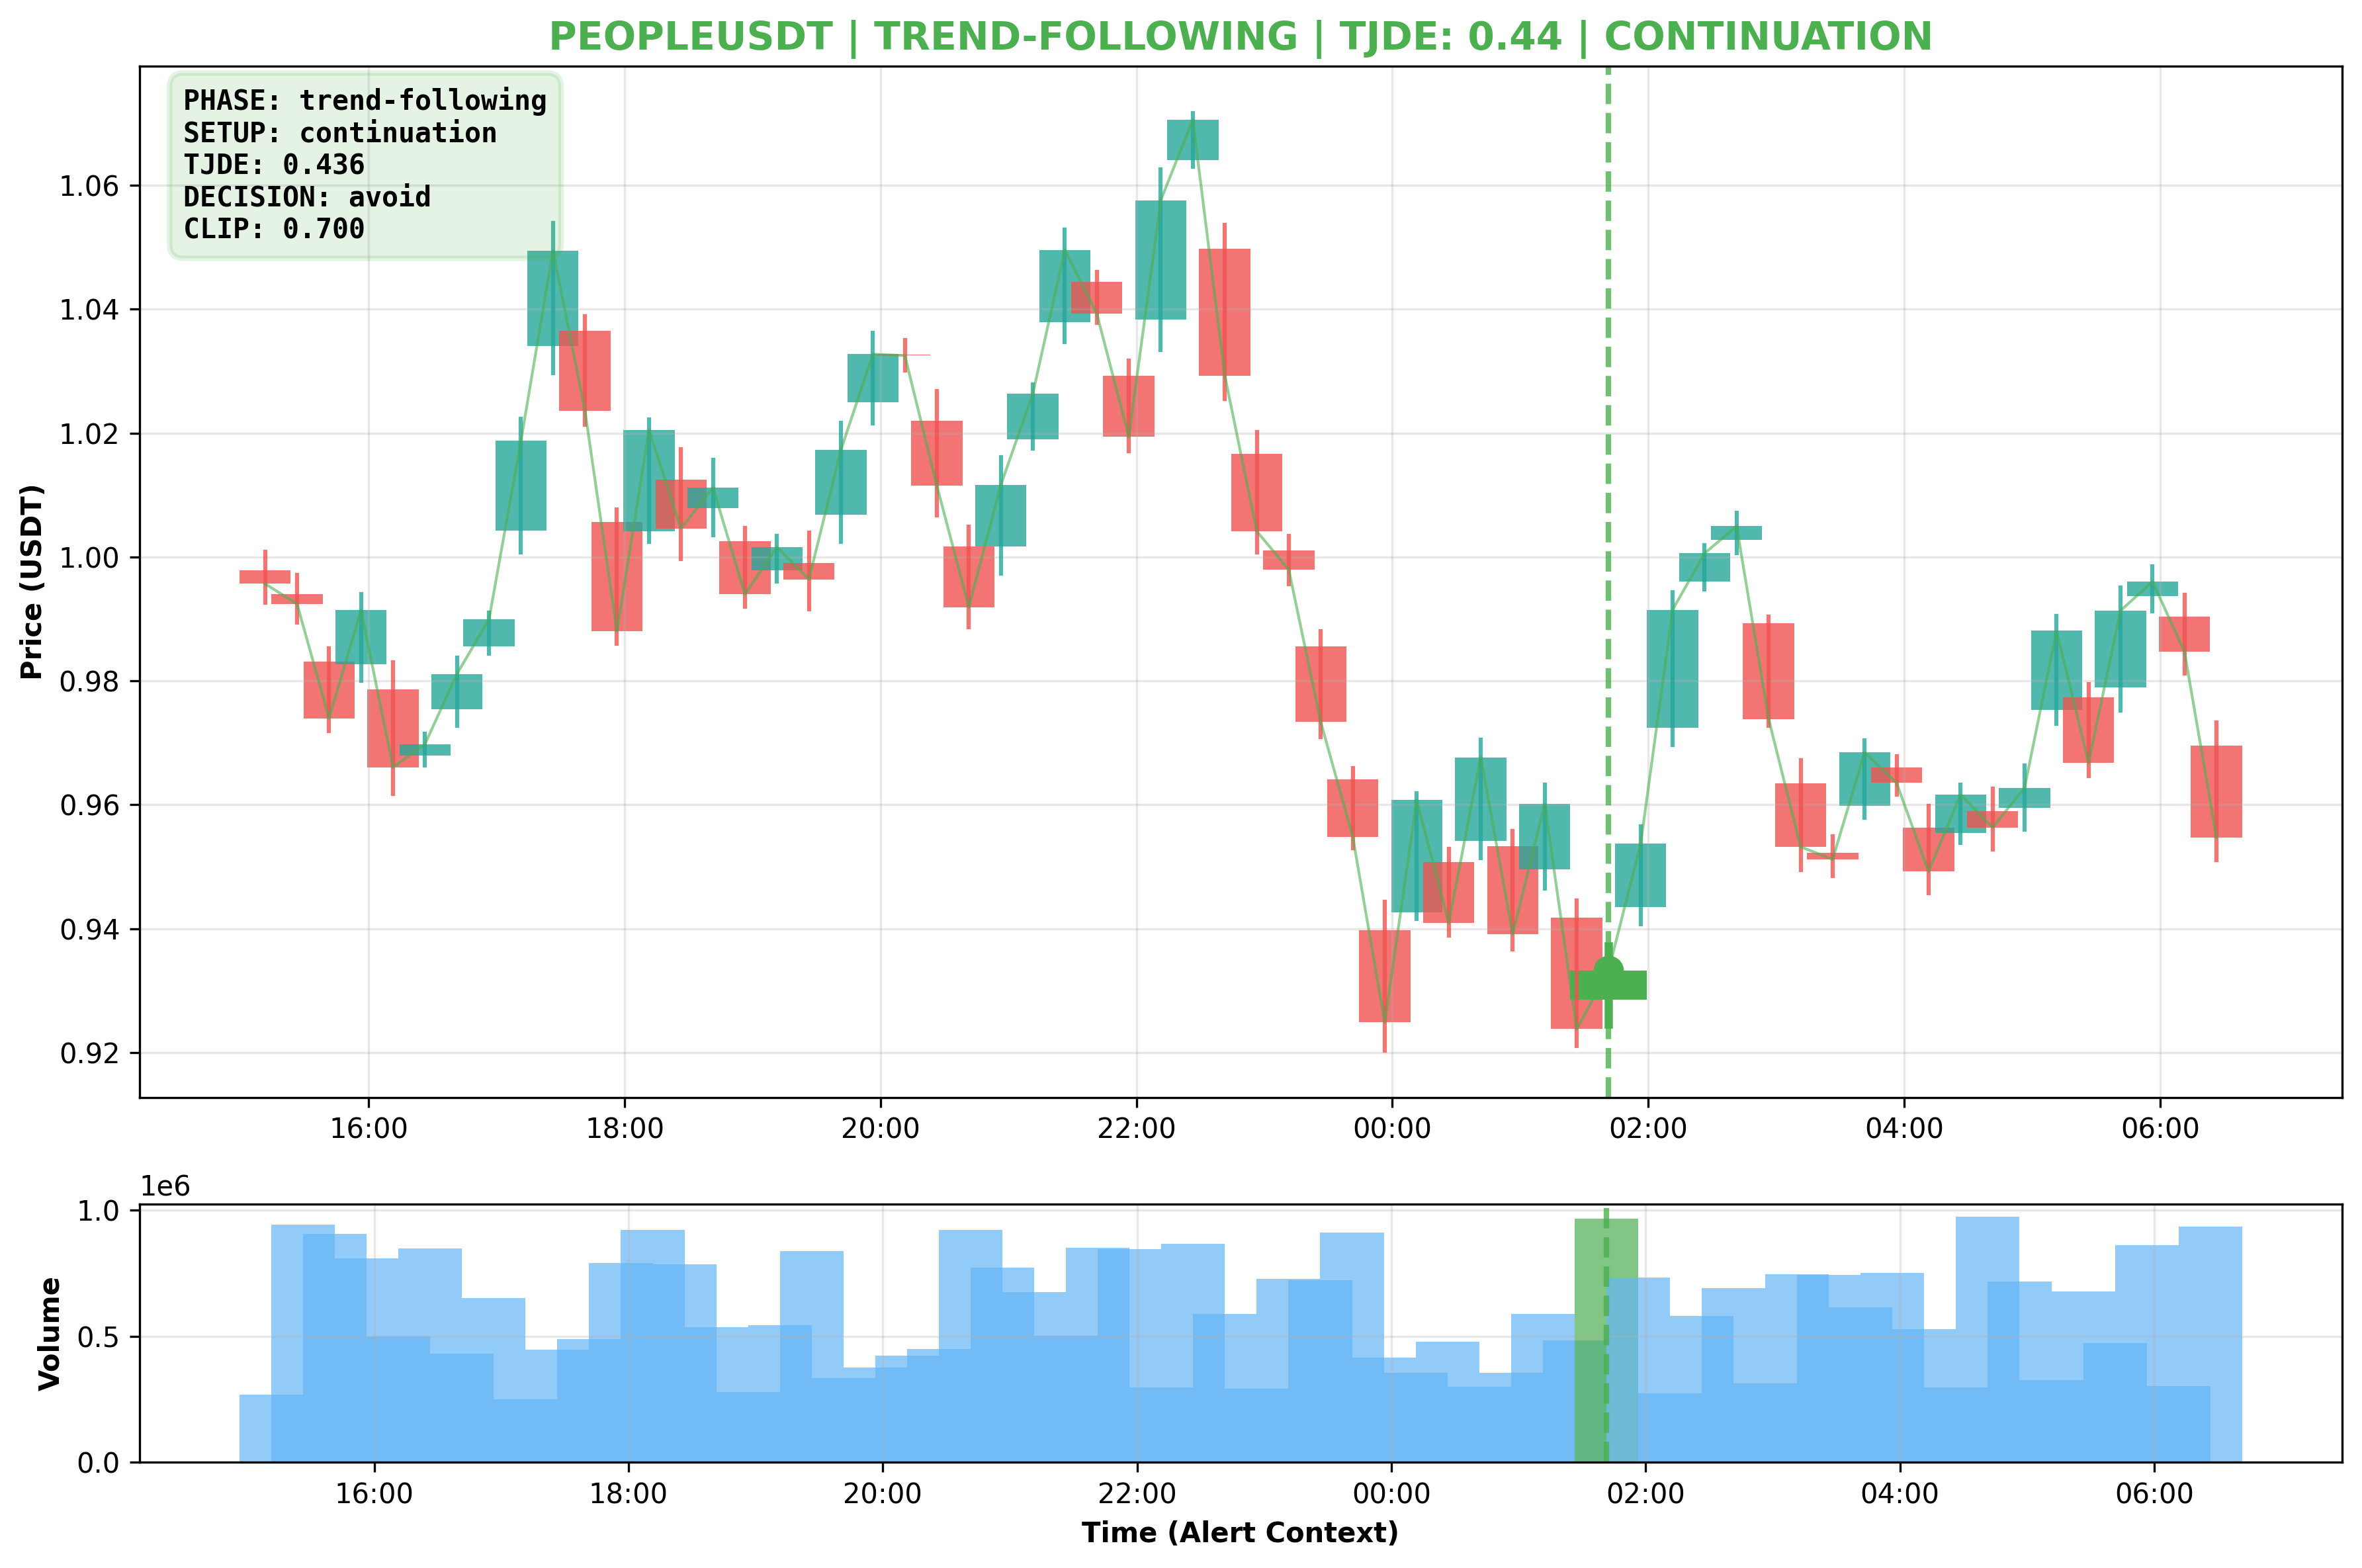 PEOPLEUSDT | TREND-FOLLOWING | TJDE: 0.44 | CONTINUATION
PHASE: trend-following
SETUP: continuation
TJDE: 0.436
DECISION: avoid
CLIP: 0.700
Price (USDT)
1.06
1.04
1.02
1.00
0.98
0.96
0.94
0.92
16:00 18:00 20:00 22:00 00:00 02:00 04:00 06:00
1e6
Volume
1.0
0.5
0.0
16:00 18:00 20:00 22:00 00:00 02:00 04:00 06:00
Time (Alert Context)